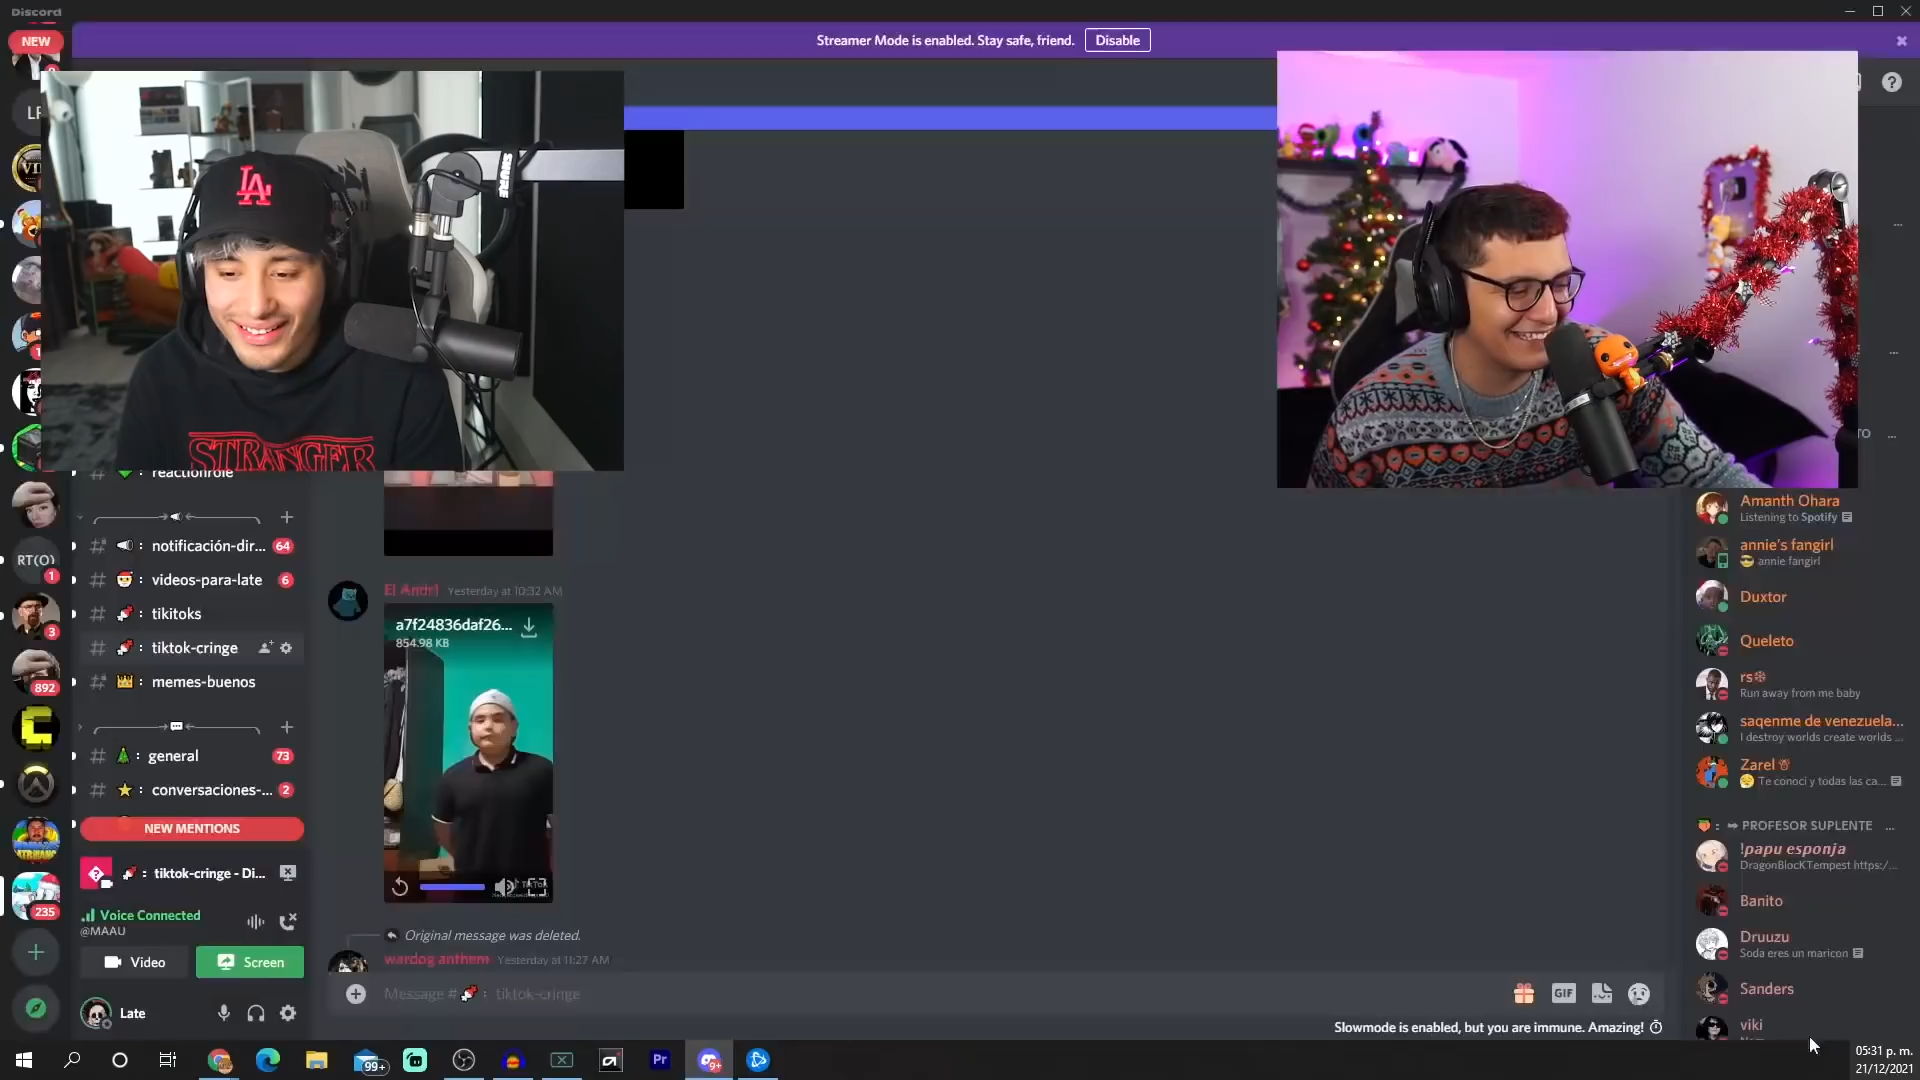 Discord
NEW
Streamer Mode is enabled. Stay safe, friend.
Disable
LA
SHURE
STRANGER
reactionrole
notificación-dir... 64
videos-para-late 6
tikitoks
tiktok-cringe
memes-buenos
general 73
conversaciones-... 2
NEW MENTIONS
tiktok-cringe - Di...
Voice Connected
@MAAU
Video
Screen
Late
RT(O)
1
3
892
235
El Andri Yesterday at 10:32 AM
a7f24836daf26...
854.98 KB
Original message was deleted.
wardog anthem Yesterday at 11:27 AM
Message # : tiktok-cringe
GIF
Slowmode is enabled, but you are immune. Amazing!
Amanth Ohara
Listening to Spotify
annie's fangirl
annie fangirl
Duxtor
Queleto
rs
Run away from me baby
saqenme de venezuela...
I destroy worlds create worlds ...
Zarel
Te conoci y todas las ca...
PROFESOR SUPLENTE ...
!papu esponja
DragonBlocKTempest https:/...
Banito
Druuzu
Soda eres un maricon
Sanders
viki
99+
Pr
9+
05:31 p. m.
21/12/2021